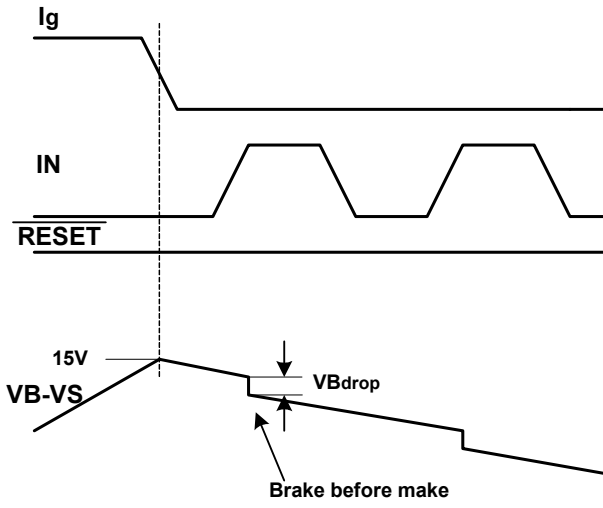 Ig
IN
RESET
15V
VBdrop
VB-VS
Brake before make